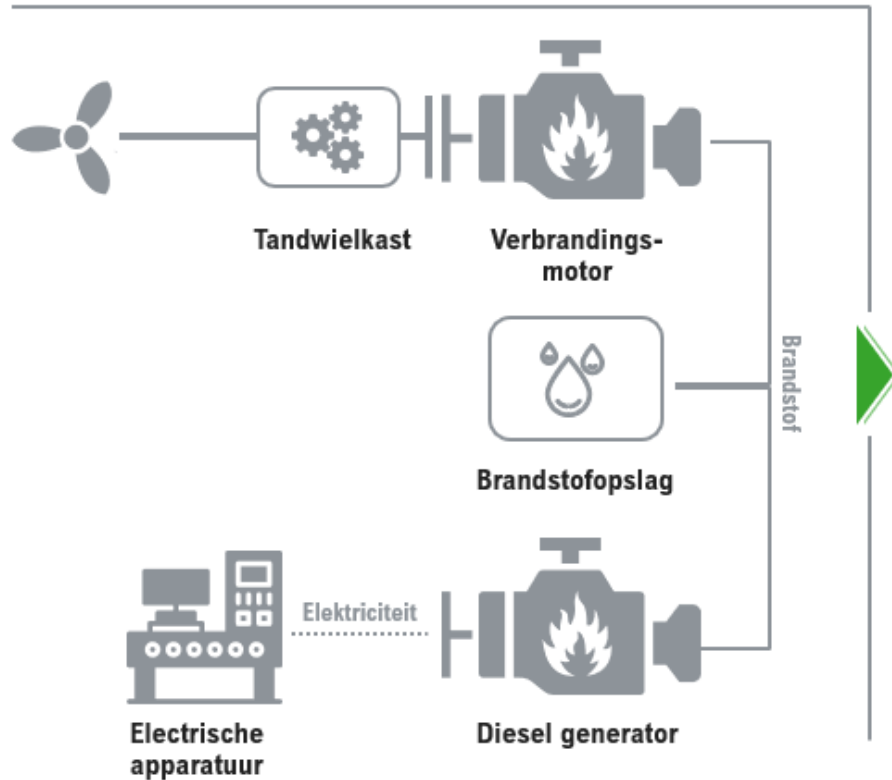 Tandwielkast
Verbrandings-
motor
Brandstof
Brandstofopslag
Elektriciteit
Electrische
apparatuur
Diesel generator